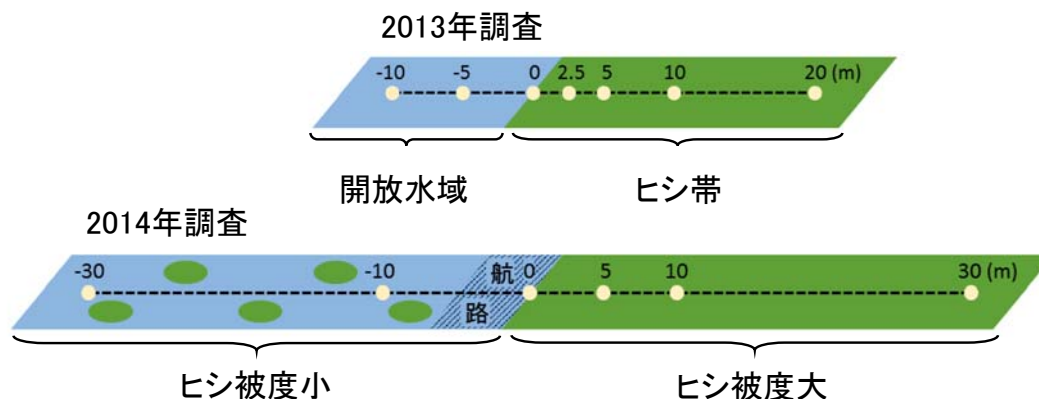 2013年調査
-10 -5 0 2.5 5 10 20 (m)
開放水域 ヒシ帯
2014年調査
-30 -10 航 0 5 10 30 (m)
路
ヒシ被度小 ヒシ被度大